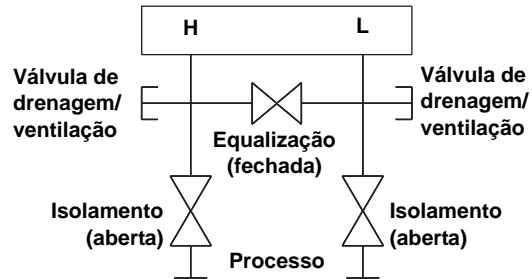 H
L
Válvula de
drenagem/
ventilação
Válvula de
drenagem/
ventilação
Equalização
(fechada)
Isolamento
(aberta)
Isolamento
(aberta)
Processo